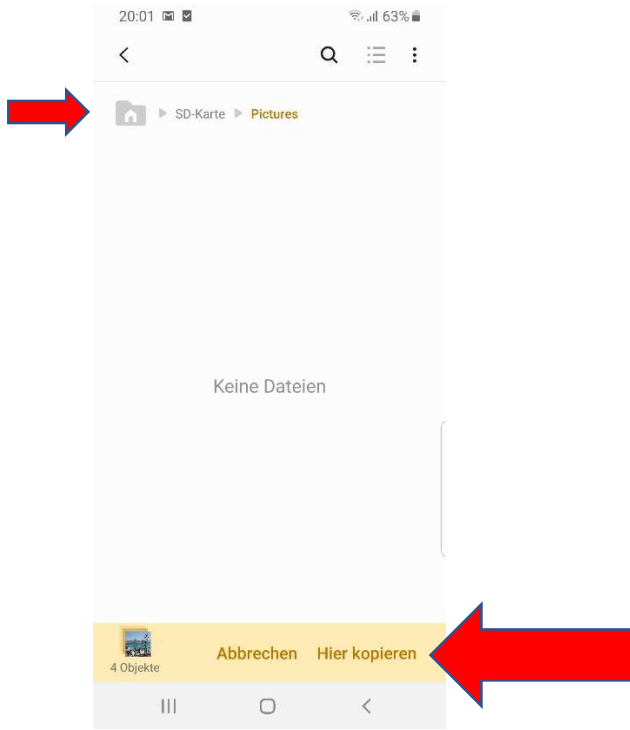 20:01 63%
SD-Karte Pictures
Keine Dateien
4 Objekte Abbrechen Hier kopieren